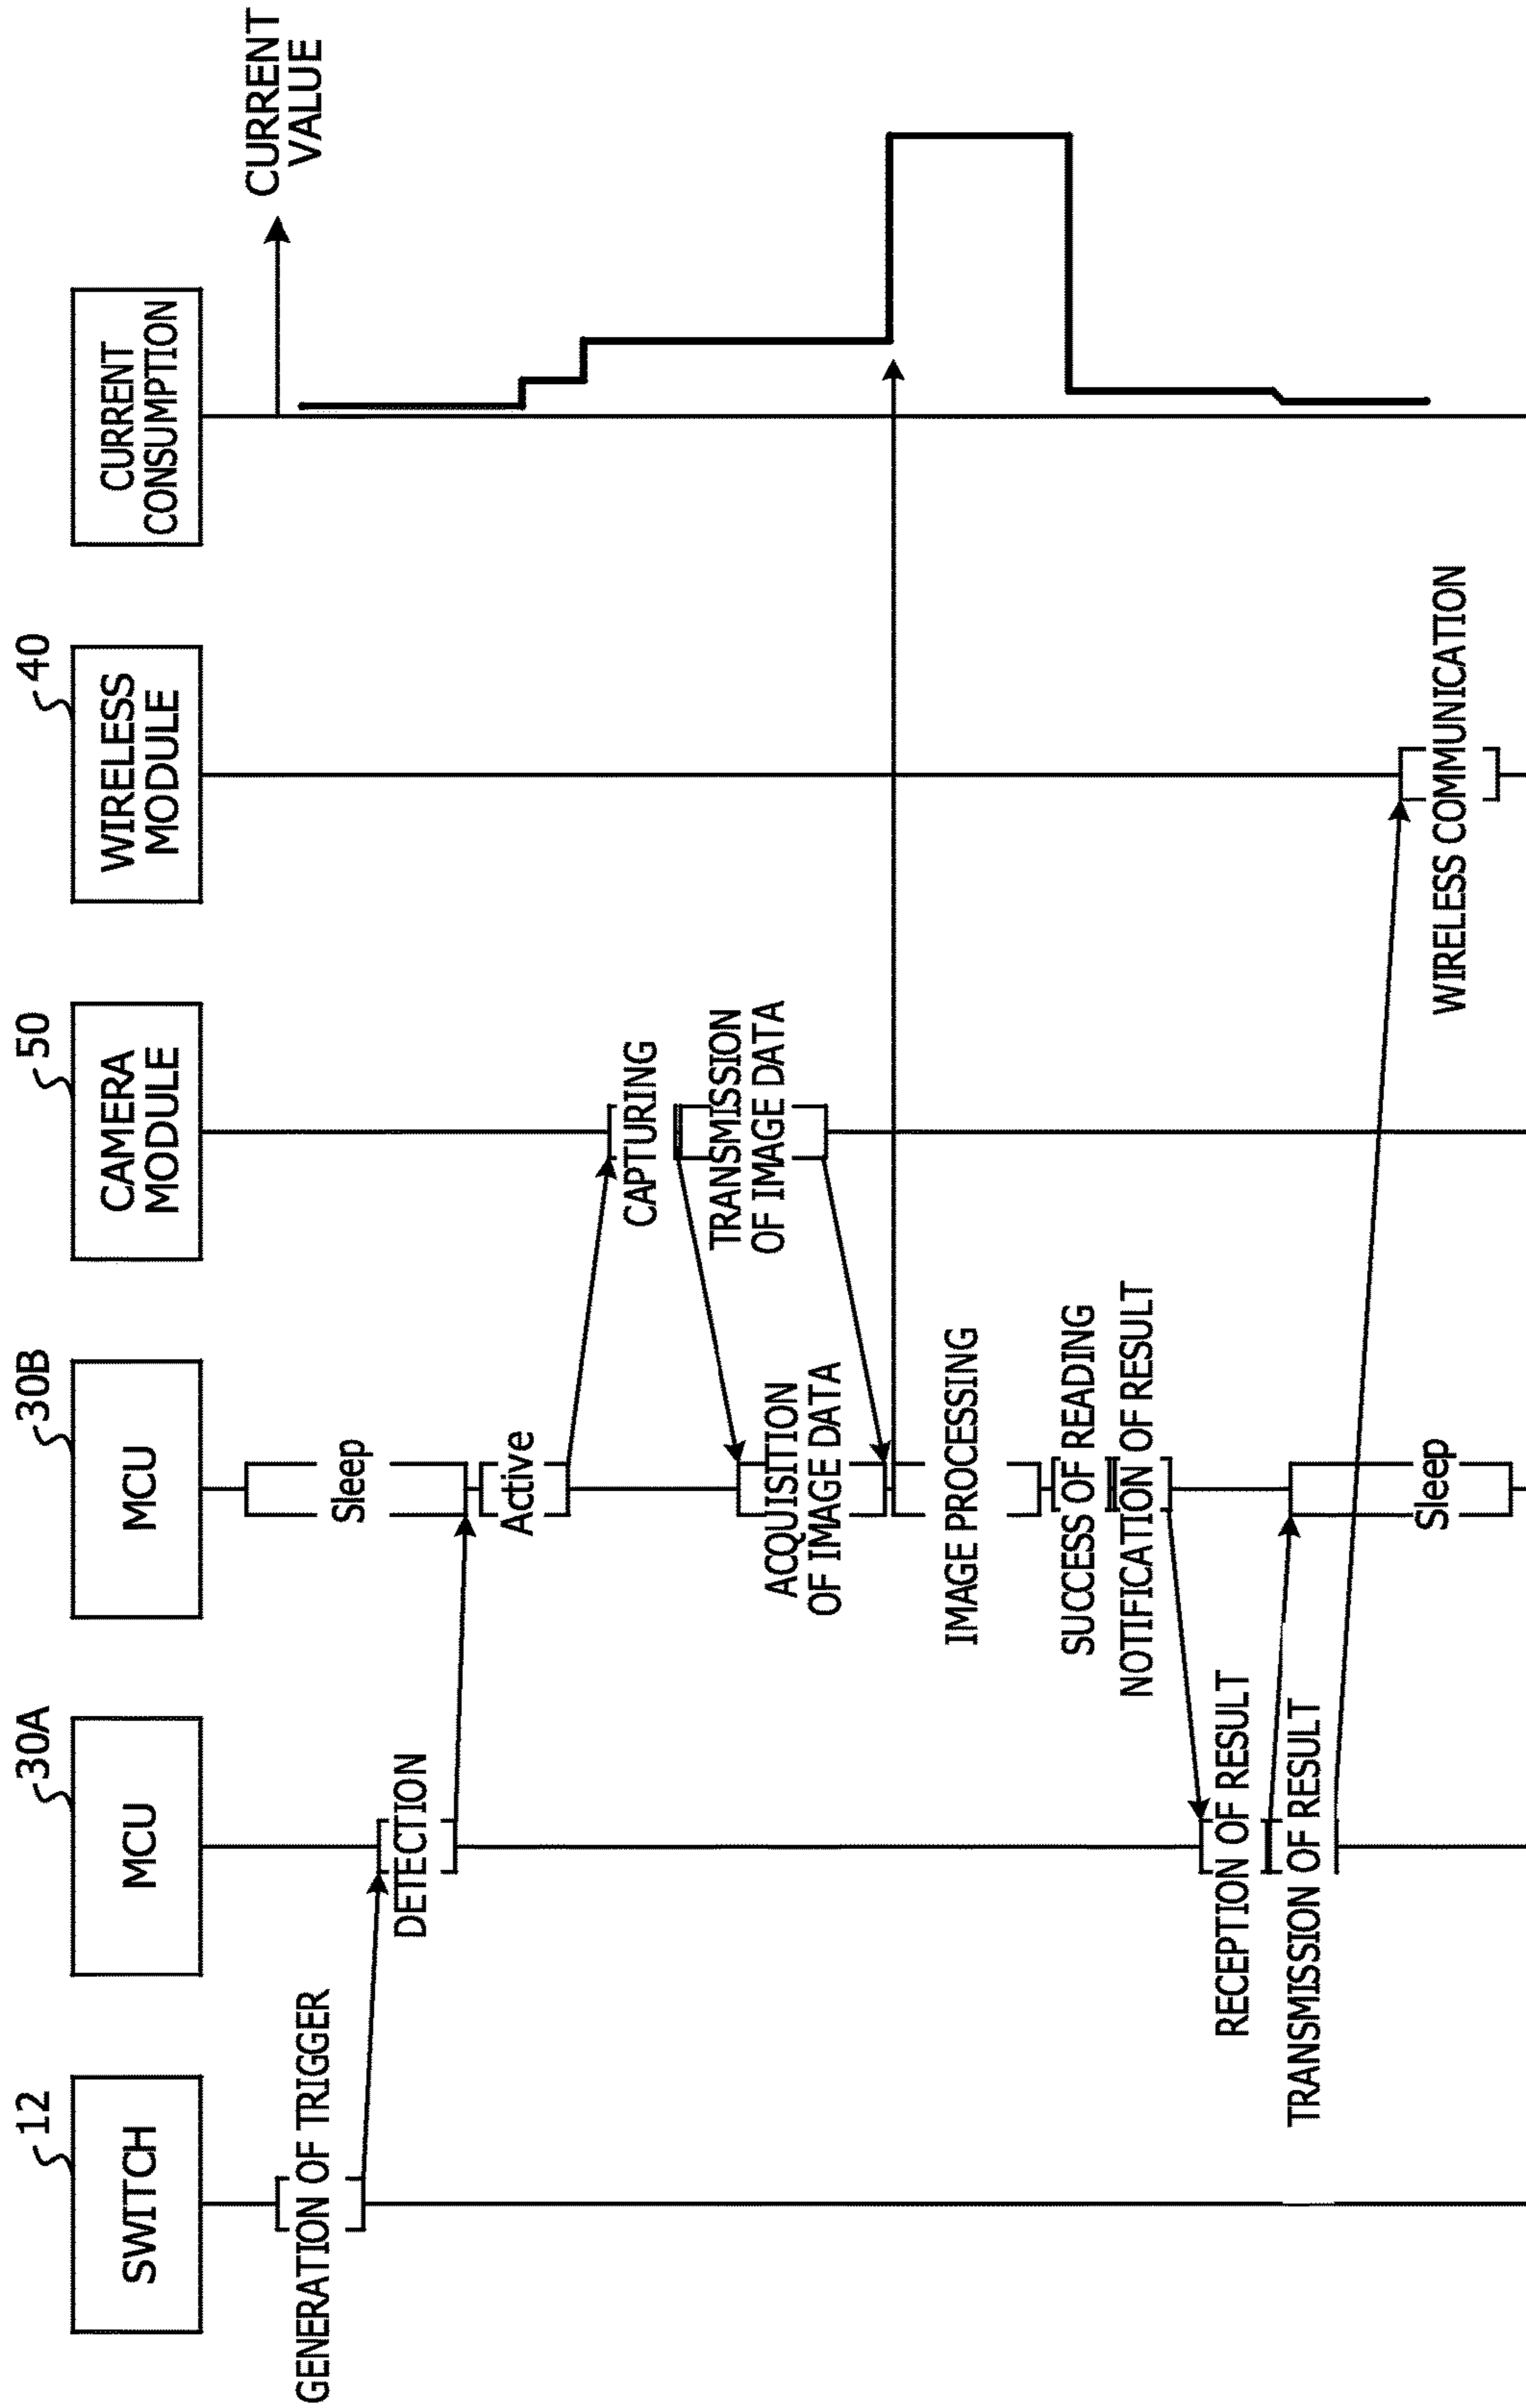 12
SWITCH
30A
MCU
30B
MCU
50
CAMERA
MODULE
40
WIRELESS
MODULE
CURRENT
CONSUMPTION
CURRENT
VALUE
GENERATION OF TRIGGER
Sleep
DETECTION
Active
CAPTURING
TRANSMISSION
OF IMAGE DATA
ACQUISITION
OF IMAGE DATA
IMAGE PROCESSING
SUCCESS OF READING
NOTIFICATION OF RESULT
RECEPTION OF RESULT
TRANSMISSION OF RESULT
Sleep
WIRELESS COMMUNICATION